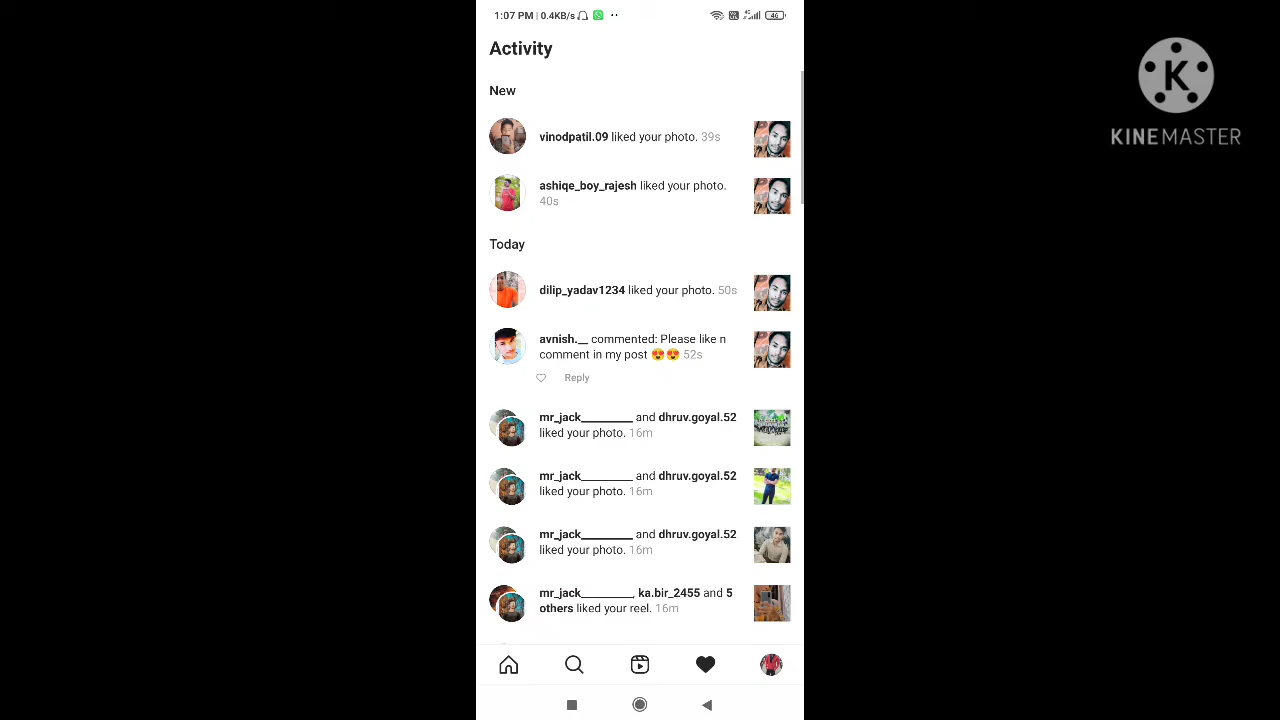 1:07 PM | 0.4KB/s
46
Activity
KINEMASTER
New
vinodpatil.09 liked your photo. 39s
ashiqe_boy_rajesh liked your photo.
40s
Today
dilip_yadav1234 liked your photo. 50s
avnish.__ commented: Please like n
comment in my post 😍😍 52s
Reply
mr_jack_________ and dhruv.goyal.52
liked your photo. 16m
mr_jack_________ and dhruv.goyal.52
liked your photo. 16m
mr_jack_________ and dhruv.goyal.52
liked your photo. 16m
mr_jack_________, ka.bir_2455 and 5
others liked your reel. 16m